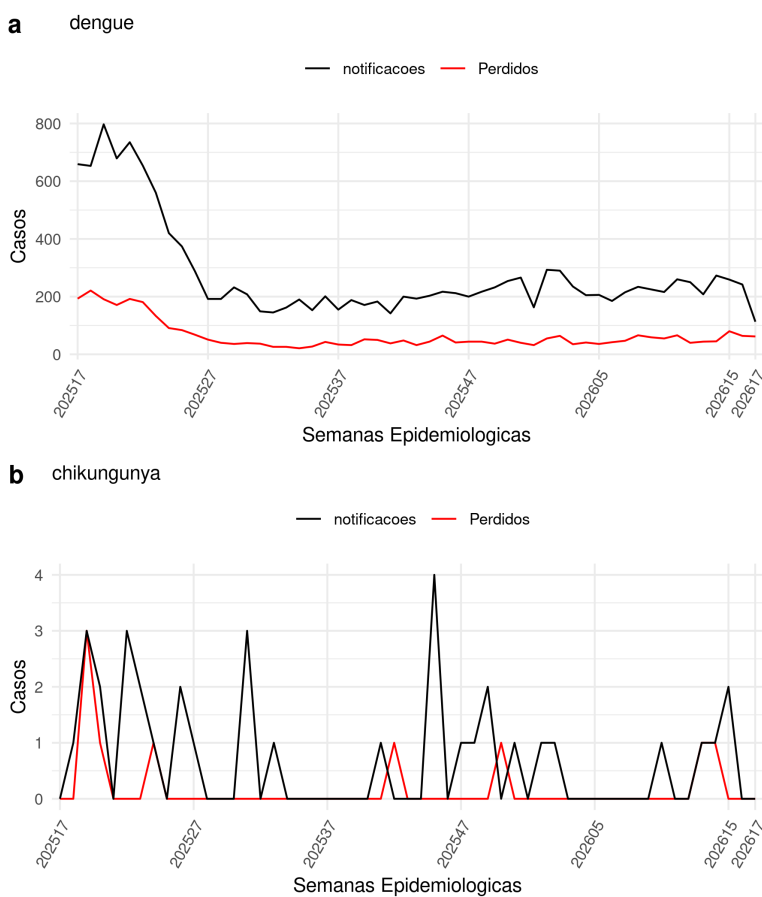 a dengue
notificacoes Perdidos
800
600
400
200
0
Casos
202517 202527 202537 202547 202605 202615 202617
Semanas Epidemiologicas
b chikungunya
notificacoes Perdidos
4
3
2
1
0
Casos
202517 202527 202537 202547 202605 202615 202617
Semanas Epidemiologicas